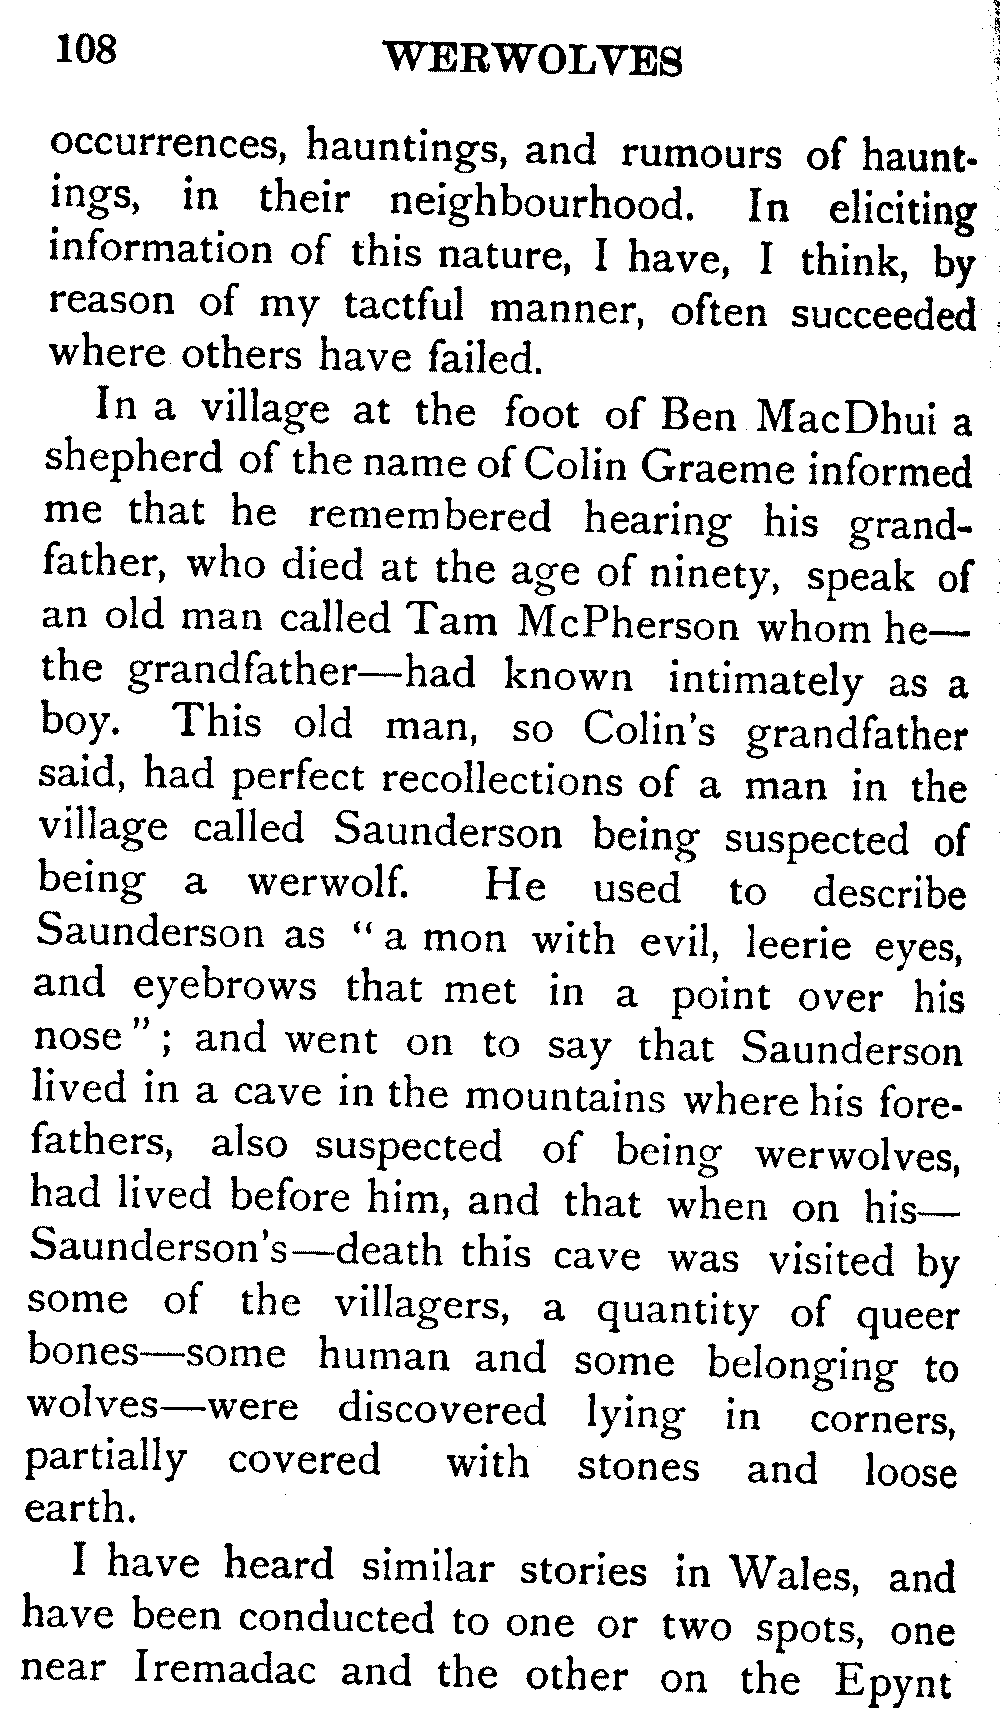 108 WERWOLVES
occurrences, hauntings, and rumours of haunt-
ings, in their neighbourhood. In eliciting
information of this nature, I have, I think, by
reason of my tactful manner, often succeeded
where others have failed.
In a village at the foot of Ben MacDhui a
shepherd of the name of Colin Graeme informed
me that he remembered hearing his grand-
father, who died at the age of ninety, speak of
an old man called Tam McPherson whom he—
the grandfather—had known intimately as a
boy. This old man, so Colin's grandfather
said, had perfect recollections of a man in the
village called Saunderson being suspected of
being a werwolf. He used to describe
Saunderson as "a mon with evil, leerie eyes,
and eyebrows that met in a point over his
nose"; and went on to say that Saunderson
lived in a cave in the mountains where his fore-
fathers, also suspected of being werwolves,
had lived before him, and that when on his—
Saunderson's—death this cave was visited by
some of the villagers, a quantity of queer
bones—some human and some belonging to
wolves—were discovered lying in corners,
partially covered with stones and loose
earth.
I have heard similar stories in Wales, and
have been conducted to one or two spots, one
near Iremadac and the other on the Epynt